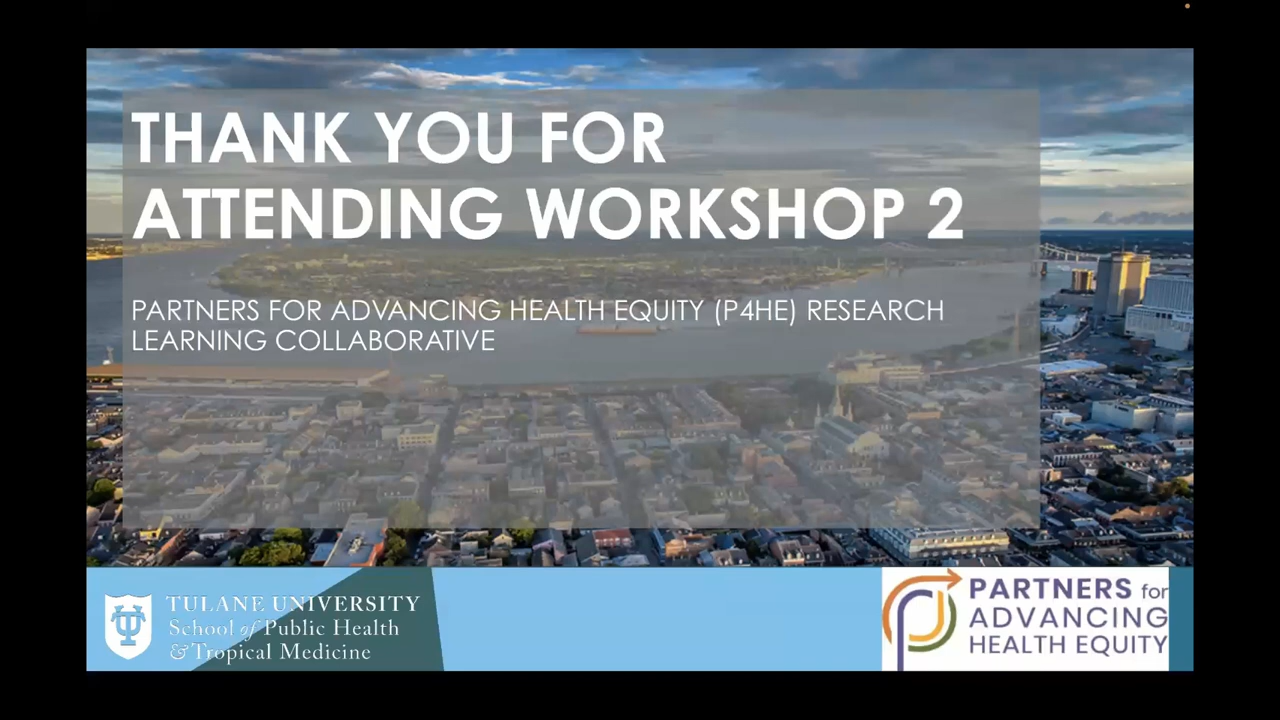 THANK YOU FOR
ATTENDING WORKSHOP 2
PARTNERS FOR ADVANCING HEALTH EQUITY (P4HE) RESEARCH
LEARNING COLLABORATIVE
TULANE UNIVERSITY
School of Public Health
& Tropical Medicine
PARTNERS for
ADVANCING
HEALTH EQUITY